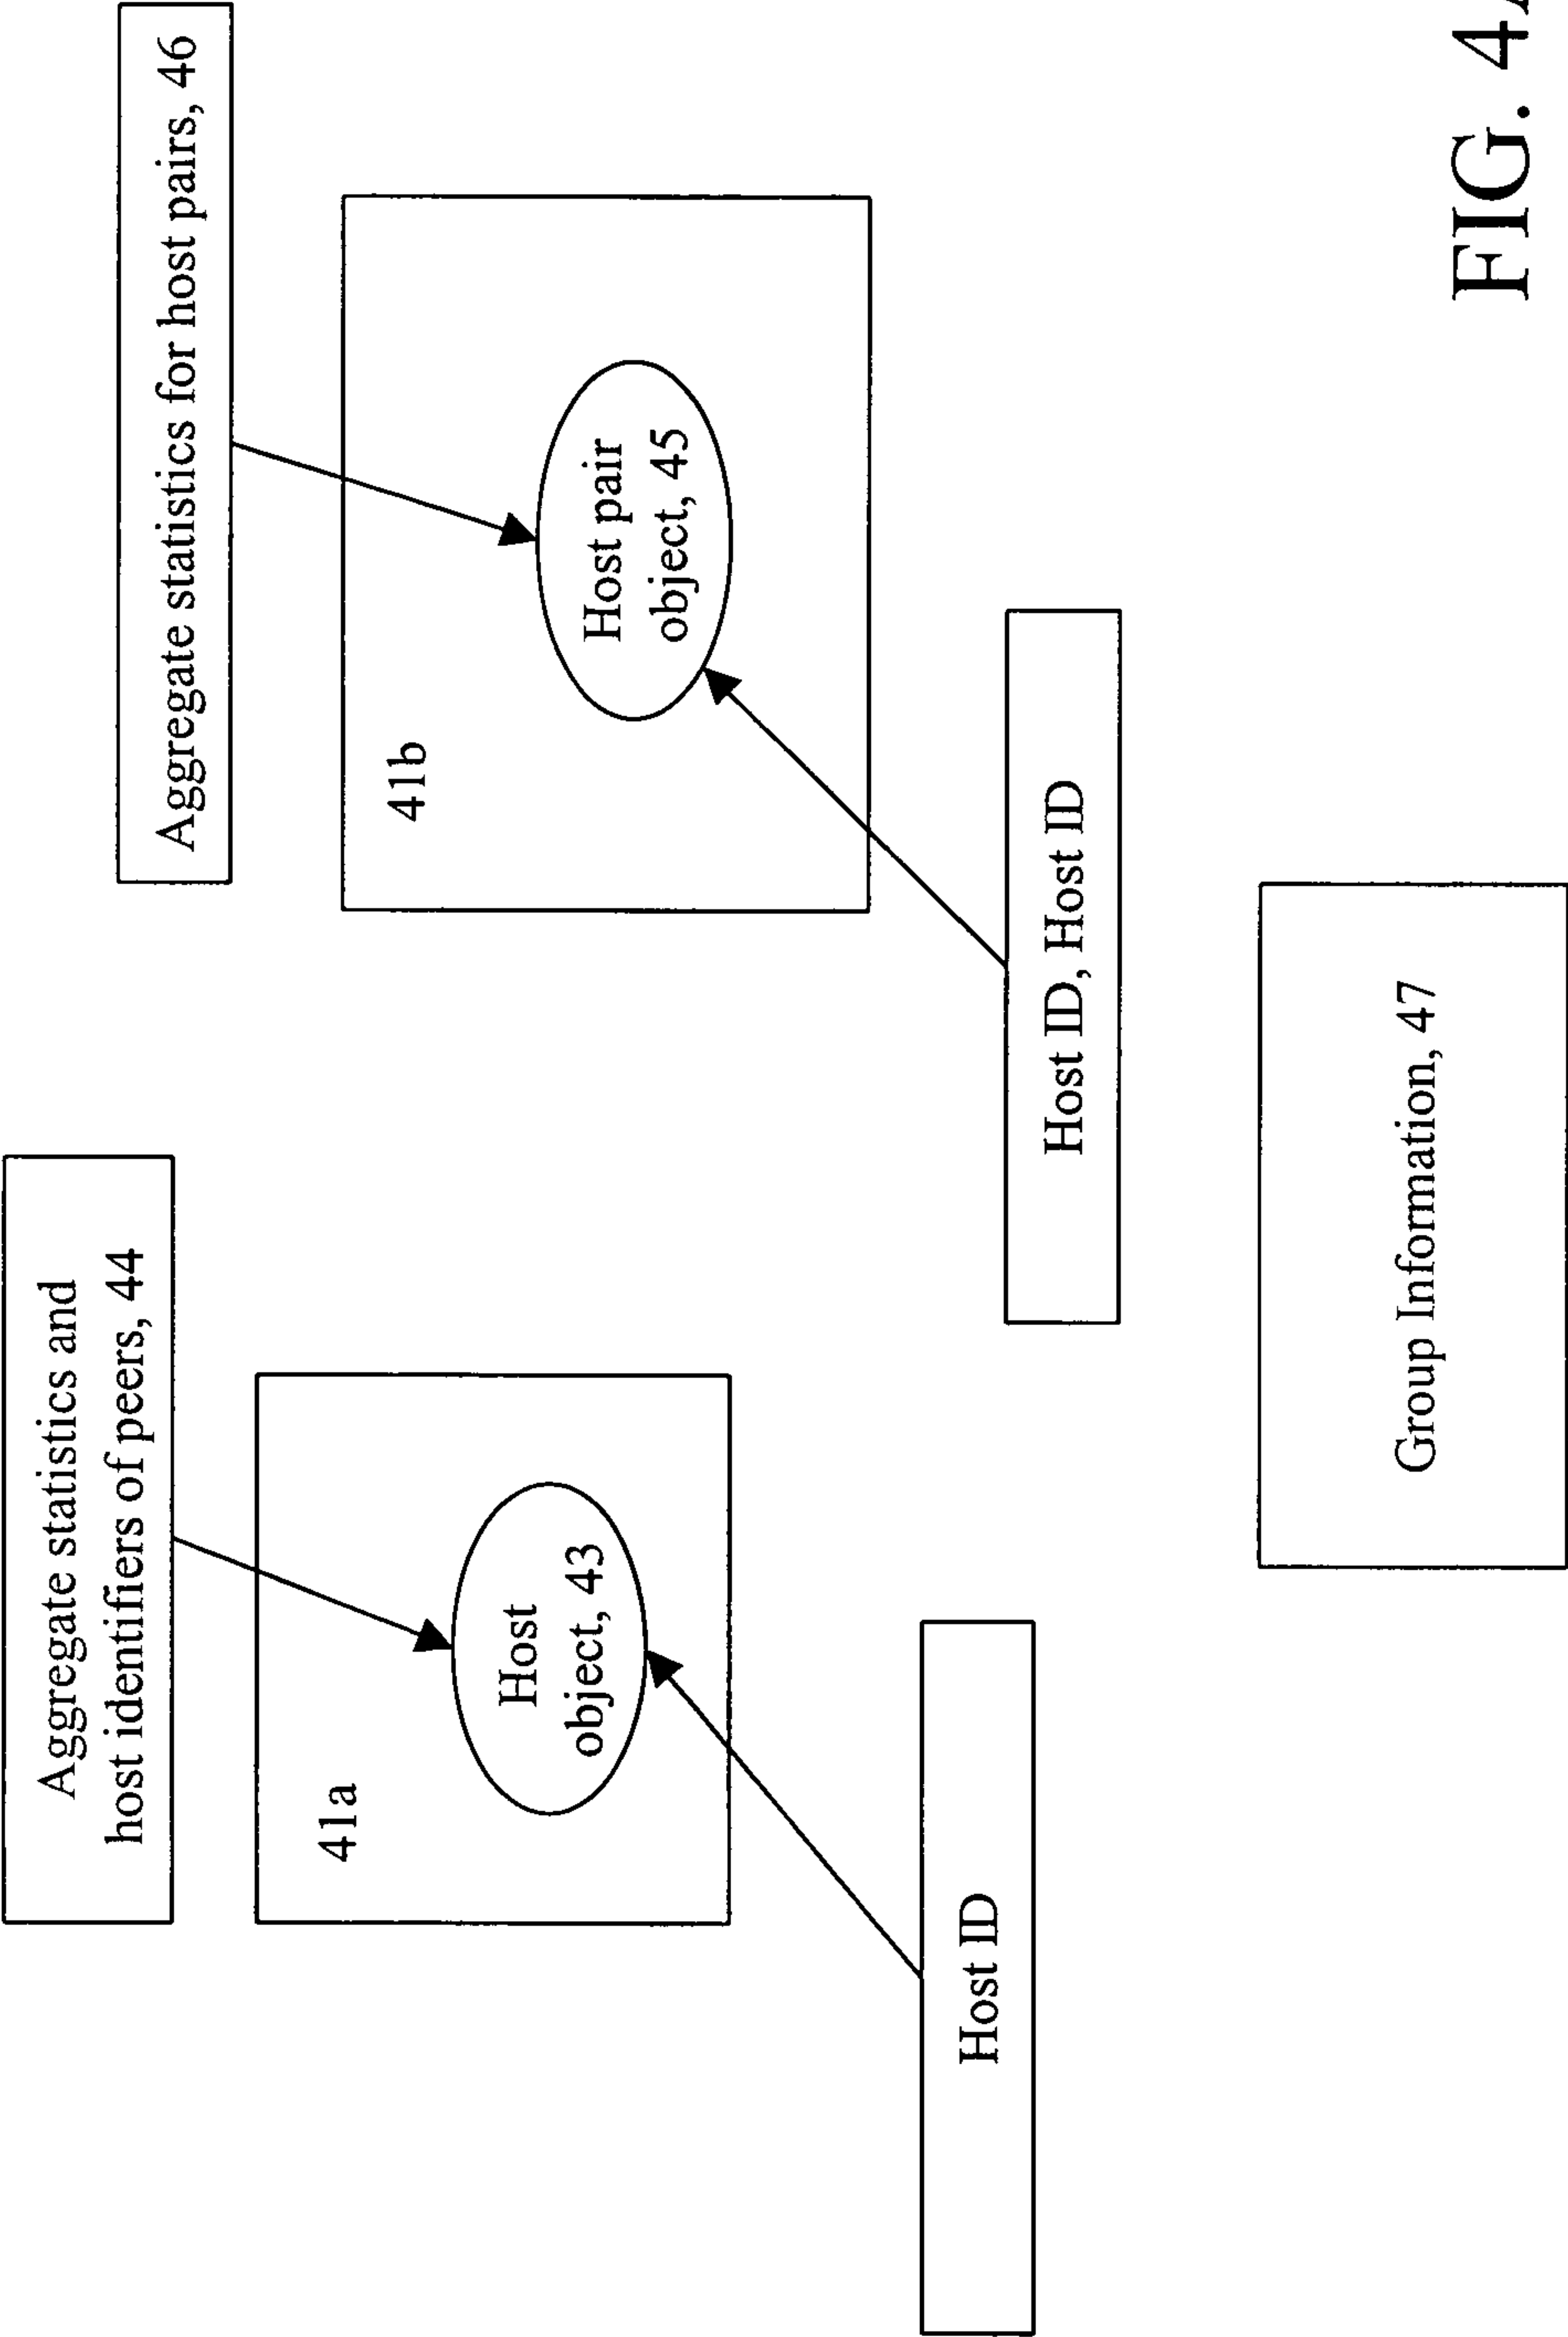 Aggregate statistics and
host identifiers of peers, 44
41a
Host
object, 43
Host ID
Aggregate statistics for host pairs, 46
41b
Host pair
object, 45
Host ID, Host ID
Group Information, 47
FIG. 4